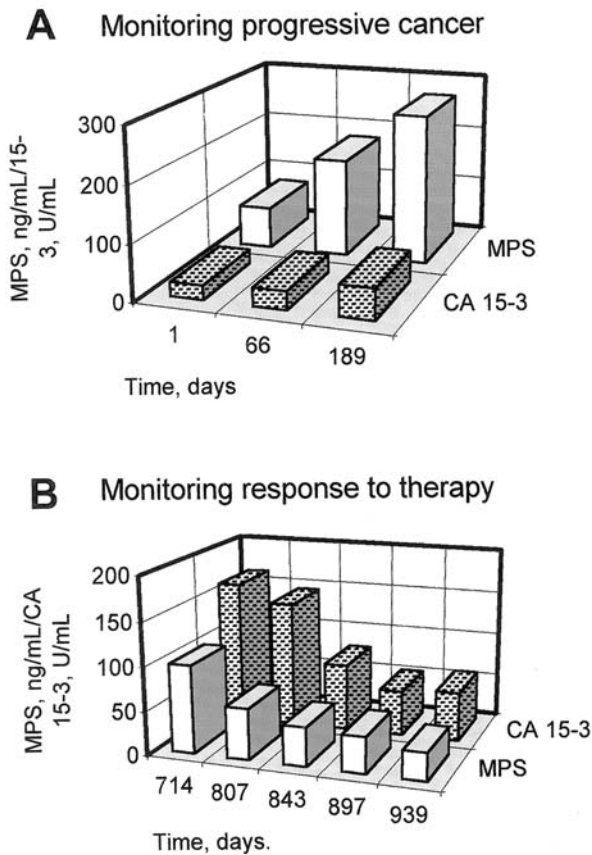 A Monitoring progressive cancer
300
200
100
0
MPS, ng/mL/15-
3, U/mL
MPS
CA 15-3
1
66
189
Time, days
B Monitoring response to therapy
200
150
100
50
0
MPS, ng/mL/CA
15-3, U/mL
CA 15-3
MPS
714
807
843
897
939
Time, days.